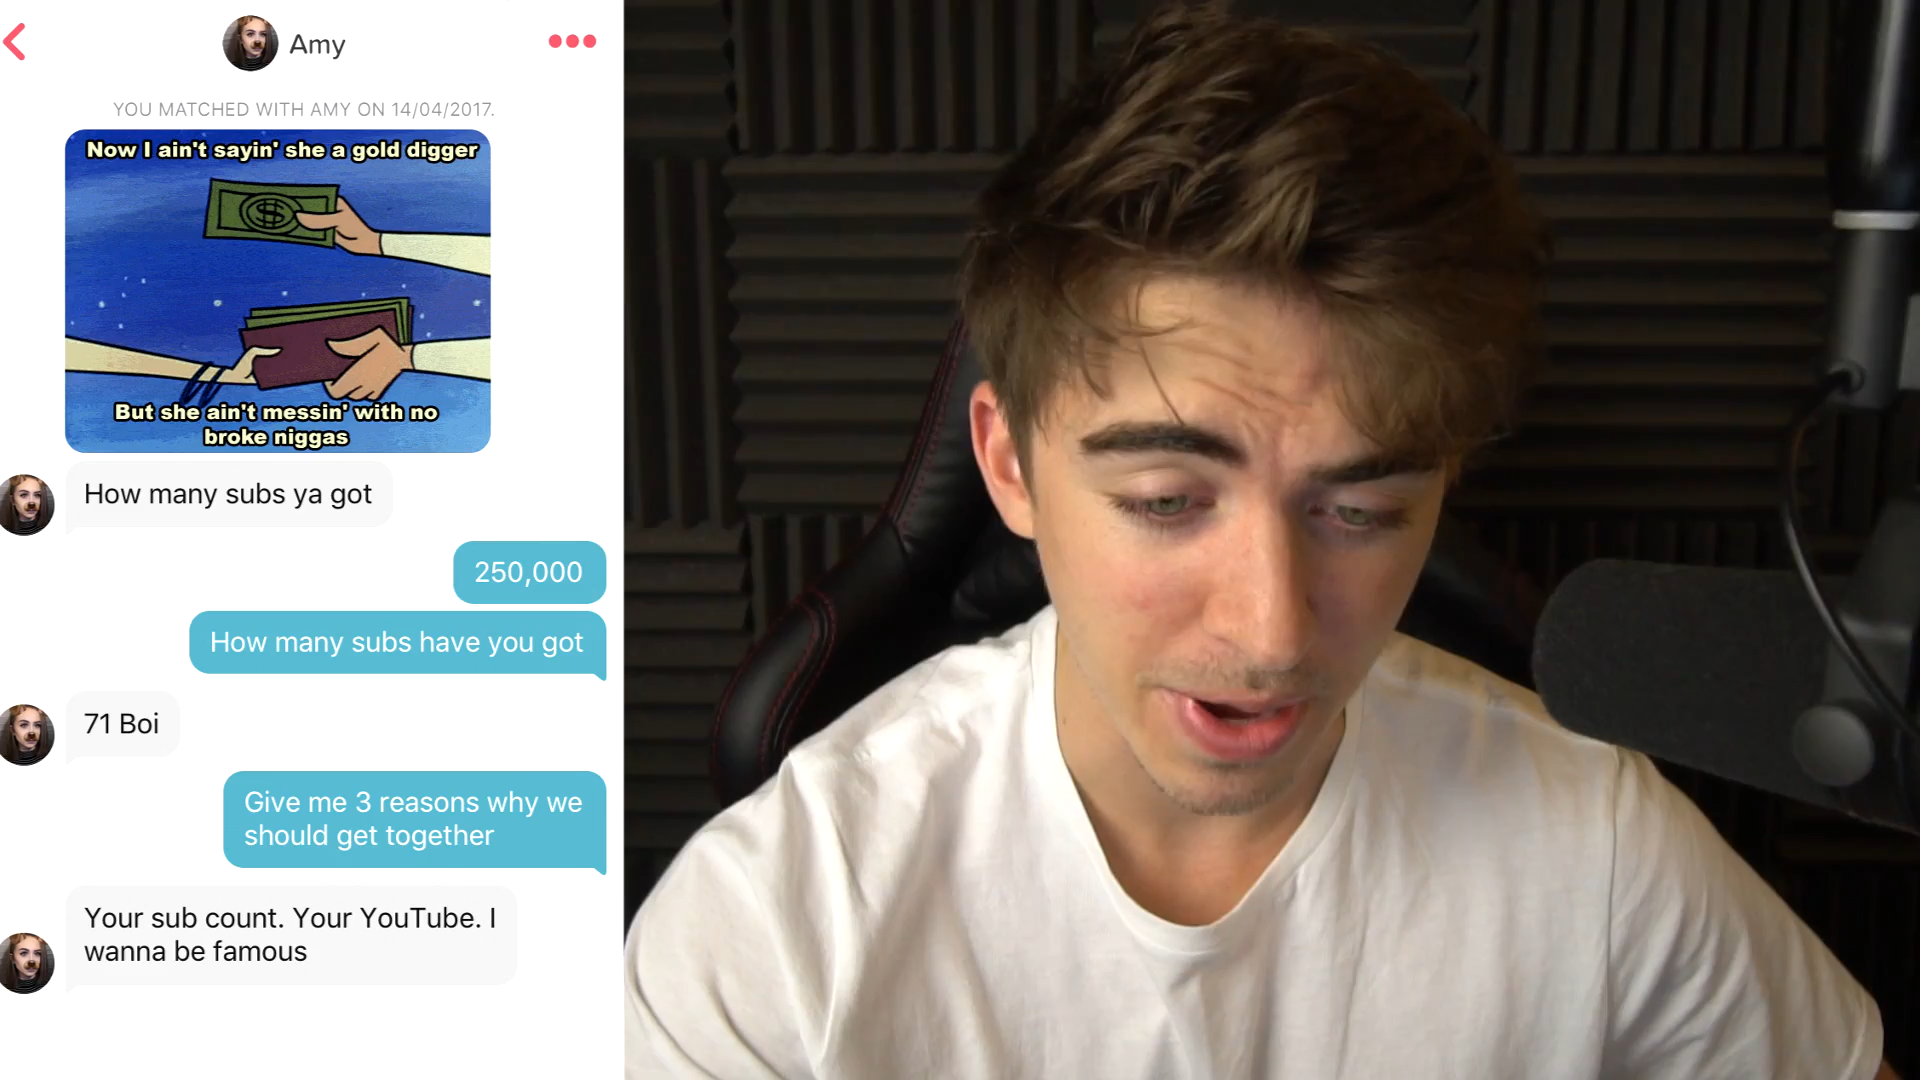 Amy
YOU MATCHED WITH AMY ON 14/04/2017.
Now I ain't sayin' she a gold digger
$
But she ain't messin' with no
broke niggas
How many subs ya got
250,000
How many subs have you got
71 Boi
Give me 3 reasons why we
should get together
Your sub count. Your YouTube. I
wanna be famous